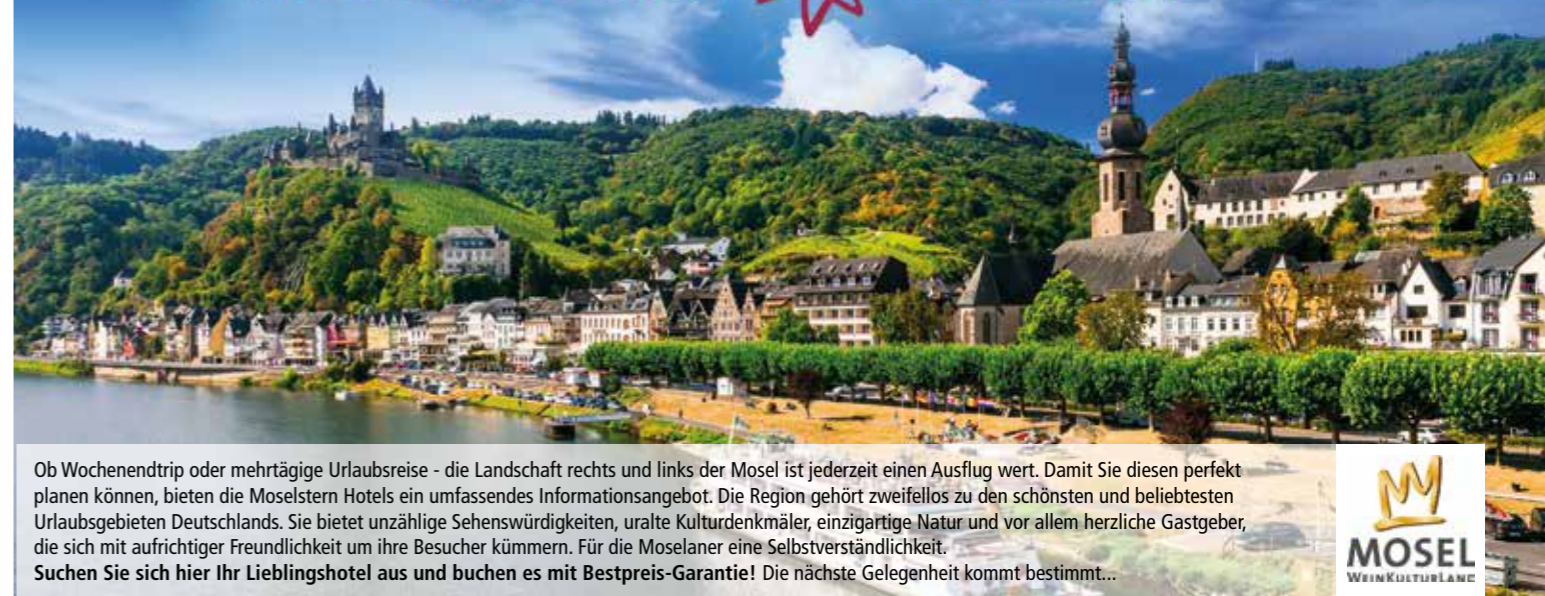 Ob Wochenendtrip oder mehrtägige Urlaubsreise - die Landschaft rechts und links der Mosel ist jederzeit einen Ausflug wert. Damit Sie diesen perfekt
planen können, bieten die Moselstern Hotels ein umfassendes Informationsangebot. Die Region gehört zweifellos zu den schönsten und beliebtesten
Urlaubsgebieten Deutschlands. Sie bietet unzählige Sehenswürdigkeiten, uralte Kulturdenkmäler, einzigartige Natur und vor allem herzliche Gastgeber,
die sich mit aufrichtiger Freundlichkeit um ihre Besucher kümmern. Für die Moselaner eine Selbstverständlichkeit.
Suchen Sie sich hier Ihr Lieblingshotel aus und buchen es mit Bestpreis-Garantie! Die nächste Gelegenheit kommt bestimmt...
MOSEL
WEINKULTURLAND